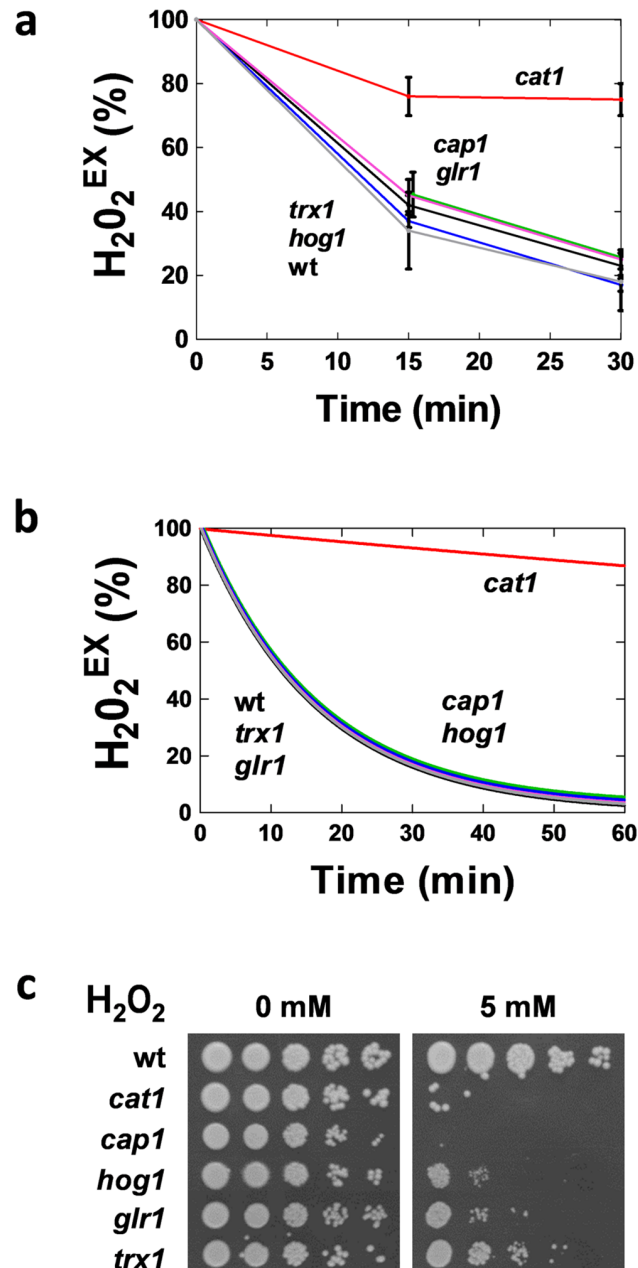 a
H₂0₂ᴱˣ (%)
100
80
60
40
20
0
cat1
cap1
glr1
trx1
hog1
wt
0 5 10 15 20 25 30
Time (min)
b
H₂0₂ᴱˣ (%)
100
80
60
40
20
0
cat1
wt
trx1
glr1
cap1
hog1
0 10 20 30 40 50 60
Time (min)
c
H₂O₂ 0 mM 5 mM
wt
cat1
cap1
hog1
glr1
trx1